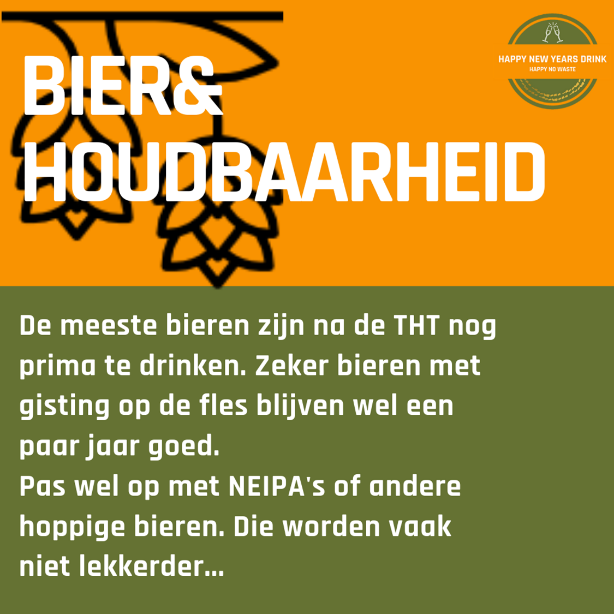 HAPPY NEW YEARS DRINK
HAPPY NO WASTE
BIER&
HOUDBAARHEID
De meeste bieren zijn na de THT nog
prima te drinken. Zeker bieren met
gisting op de fles blijven wel een
paar jaar goed.
Pas wel op met NEIPA's of andere
hoppige bieren. Die worden vaak
niet lekkerder...